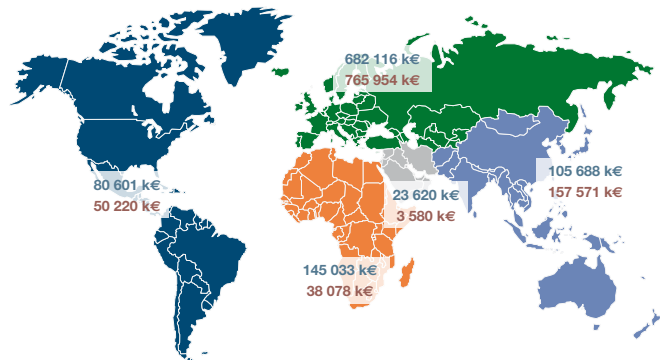 682 116 k€
765 954 k€
80 601 k€
50 220 k€
23 620 k€
3 580 k€
105 688 k€
157 571 k€
145 033 k€
38 078 k€